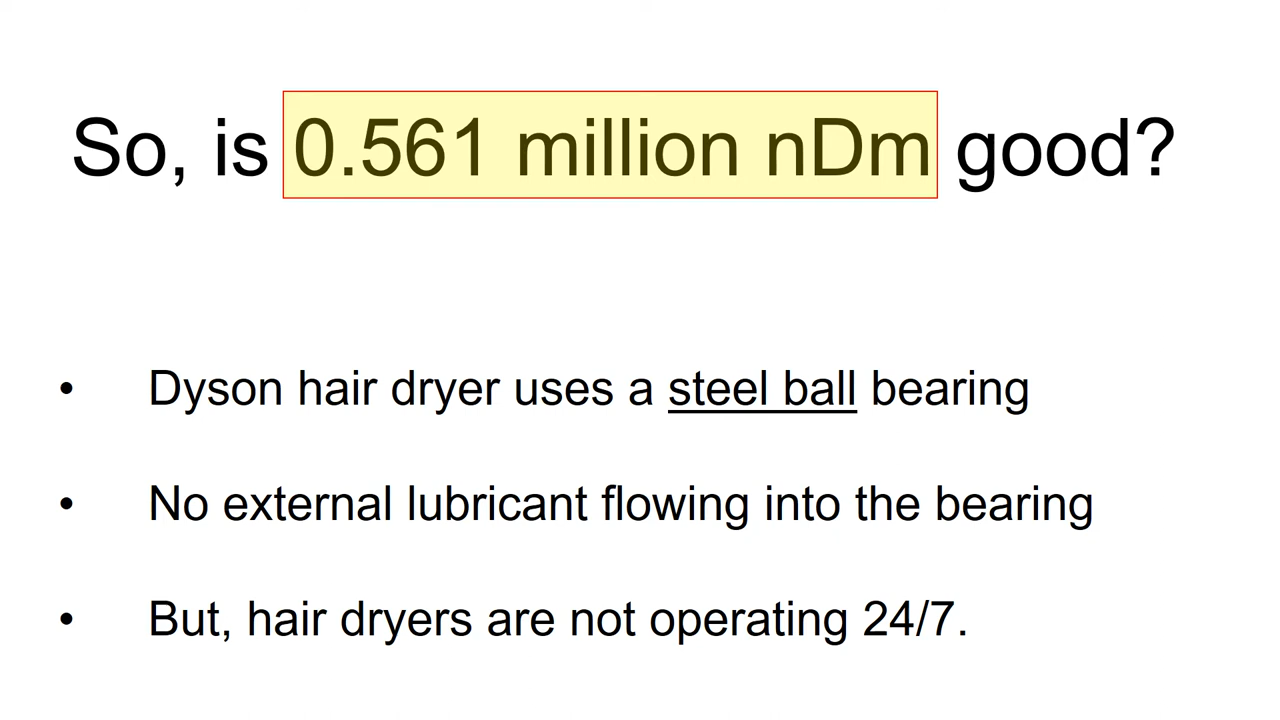 So, is 0.561 million nDm good?
• Dyson hair dryer uses a steel ball bearing
• No external lubricant flowing into the bearing
• But, hair dryers are not operating 24/7.